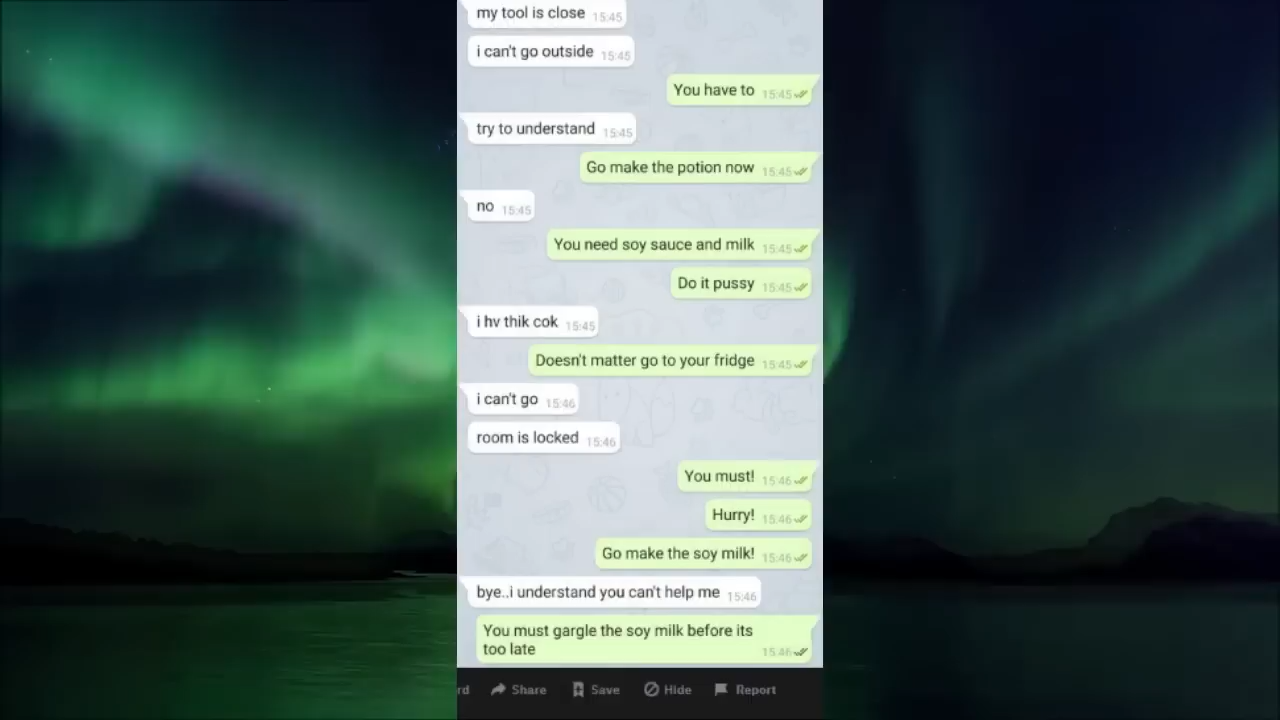 my tool is close 15:45
i can't go outside 15:45
You have to 15:45
try to understand 15:45
Go make the potion now 15:45
no 15:45
You need soy sauce and milk 15:45
Do it pussy 15:45
i hv thik cok 15:45
Doesn't matter go to your fridge 15:45
i can't go 15:46
room is locked 15:46
You must! 15:46
Hurry! 15:46
Go make the soy milk! 15:46
bye..i understand you can't help me 15:46
You must gargle the soy milk before its
too late 15:46
rd Share Save Hide Report